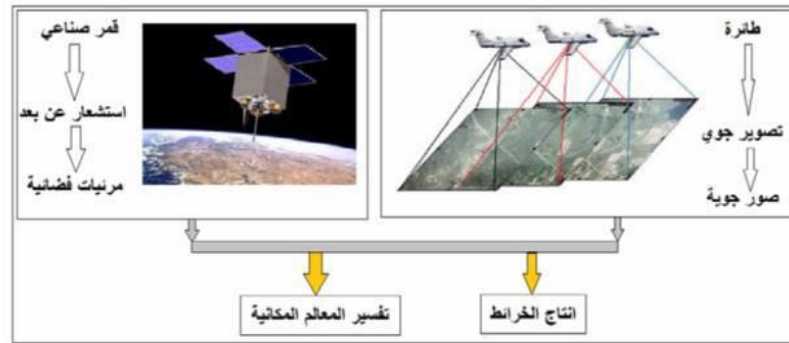 طائرة
تصوير جوي
صور جوية
قمر صناعي
استشعار عن بعد
مرئيات فضائية
انتاج الخرائط
تفسير المعالم المكانية